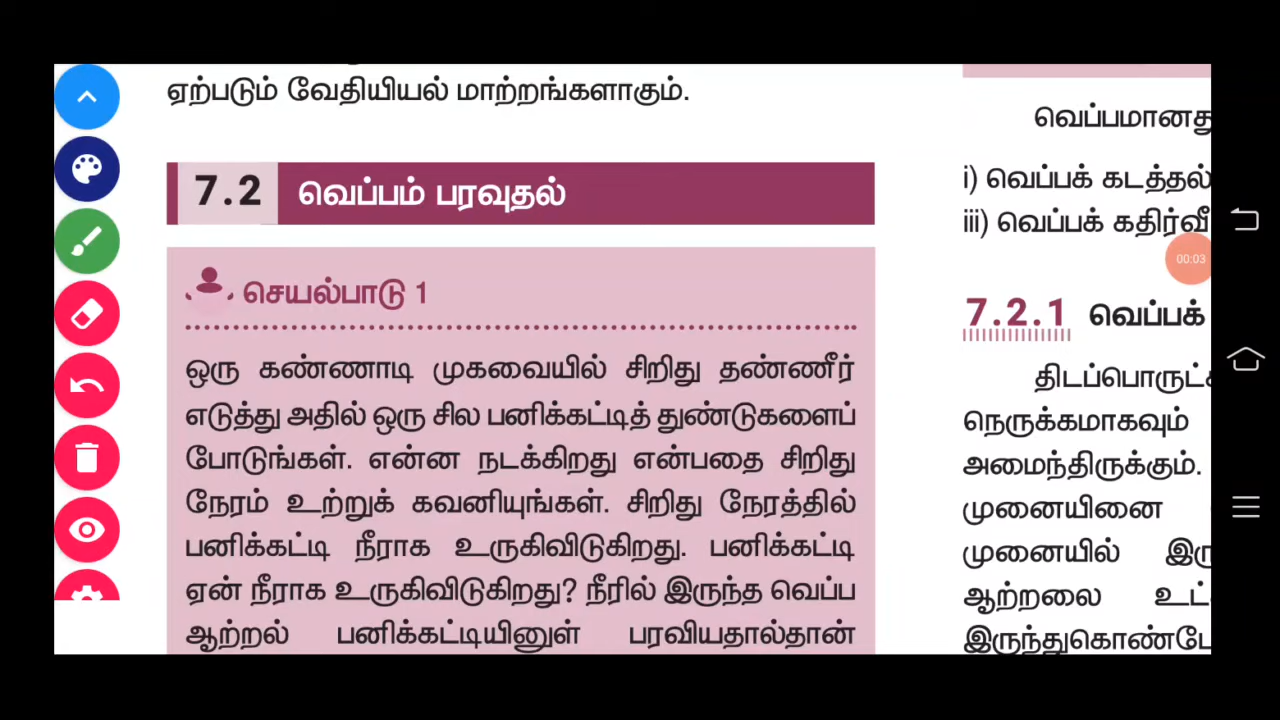 ஏற்படும் வேதியியல் மாற்றங்களாகும்.
7.2 வெப்பம் பரவுதல்
செயல்பாடு 1
ஒரு கண்ணாடி முகவையில் சிறிது தண்ணீர்
எடுத்து அதில் ஒரு சில பனிக்கட்டித் துண்டுகளைப்
போடுங்கள். என்ன நடக்கிறது என்பதை சிறிது
நேரம் உற்றுக் கவனியுங்கள். சிறிது நேரத்தில்
பனிக்கட்டி நீராக உருகிவிடுகிறது. பனிக்கட்டி
ஏன் நீராக உருகிவிடுகிறது? நீரில் இருந்த வெப்ப
ஆற்றல் பனிக்கட்டியினுள் பரவியதால்தான்
வெப்பமானது
i) வெப்பக் கடத்தல்
iii) வெப்பக்
00:03
7.2.1 வெப்பக்
நெருக்கமாகவும்
அமைந்திருக்கும்.
முனையினை
முனையில்
ஆற்றலை